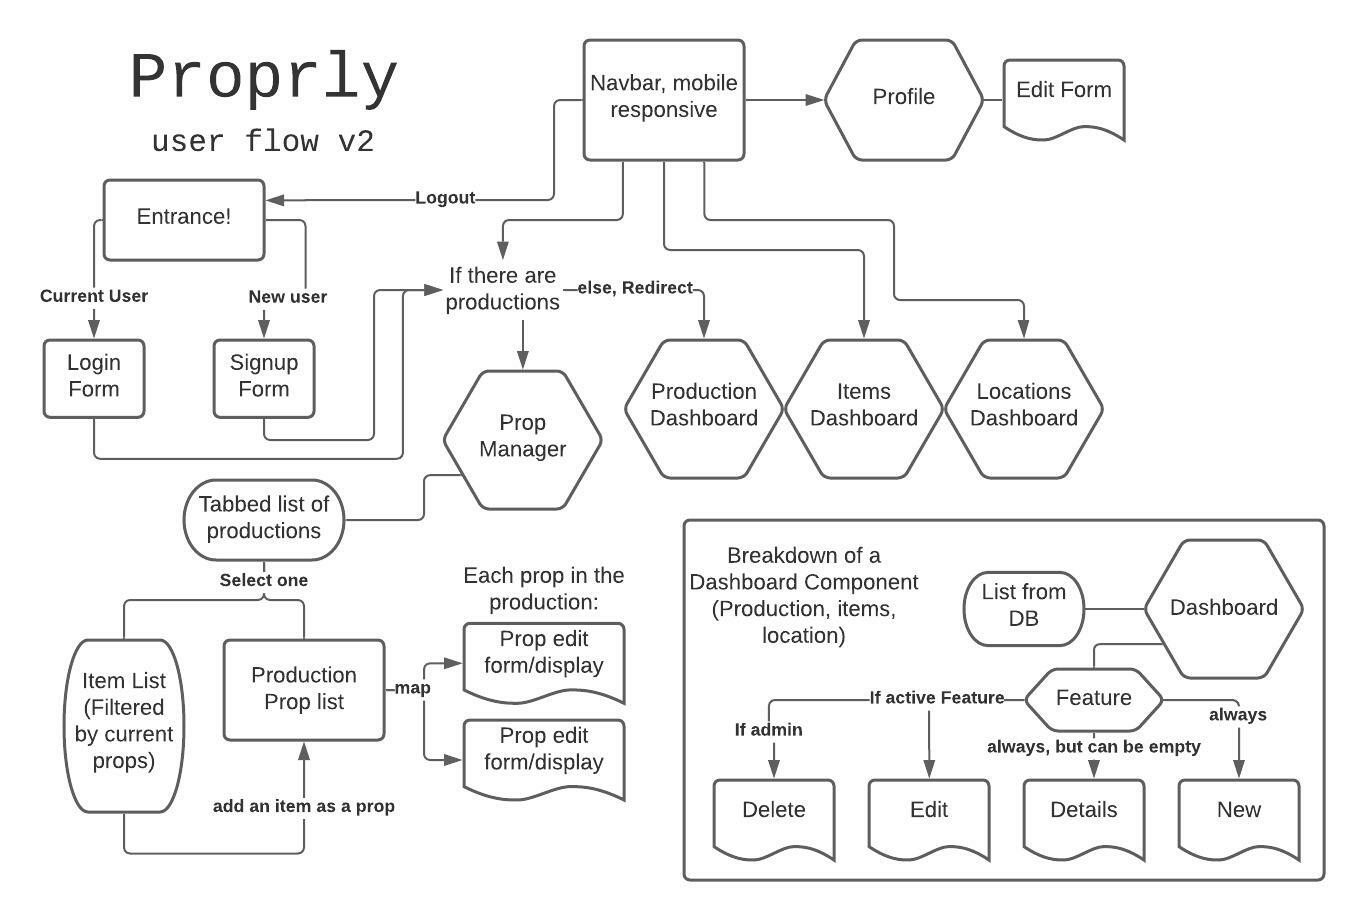 Proprly
user flow v2
Navbar, mobile
responsive
Profile
Edit Form
Logout
Entrance!
Current User
New user
Login
Form
Signup
Form
If there are
productions
else, Redirect
Prop
Manager
Production
Dashboard
Items
Dashboard
Locations
Dashboard
Tabbed list of
productions
Select one
Item List
(Filtered
by current
props)
Production
Prop list
add an item as a prop
map
Each prop in the
production:
Prop edit
form/display
Prop edit
form/display
Breakdown of a
Dashboard Component
(Production, items,
location)
List from
DB
Dashboard
Feature
If active Feature
If admin
always, but can be empty
always
Delete
Edit
Details
New